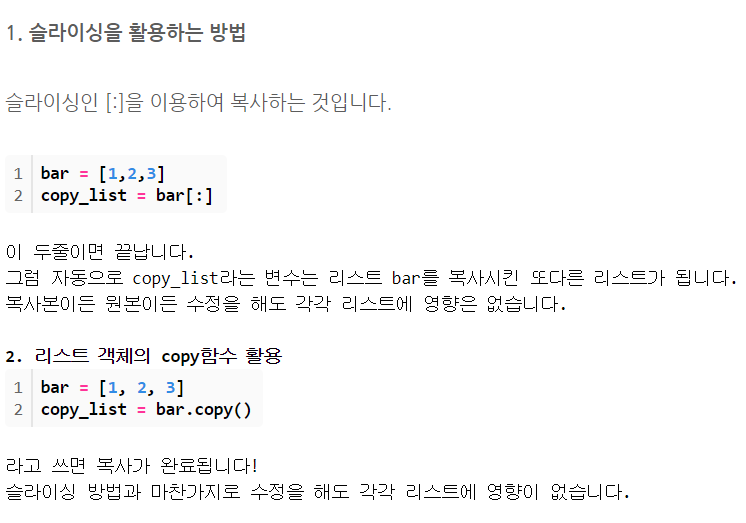 1. 슬라이싱을 활용하는 방법
슬라이싱인 [:]을 이용하여 복사하는 것입니다.
1 bar = [1,2,3]
2 copy_list = bar[:]
이 두줄이면 끝납니다.
그럼 자동으로 copy_list라는 변수는 리스트 bar를 복사시킨 또다른 리스트가 됩니다.
복사본이든 원본이든 수정을 해도 각각 리스트에 영향은 없습니다.
2. 리스트 객체의 copy함수 활용
1 bar = [1, 2, 3]
2 copy_list = bar.copy()
라고 쓰면 복사가 완료됩니다!
슬라이싱 방법과 마찬가지로 수정을 해도 각각 리스트에 영향이 없습니다.